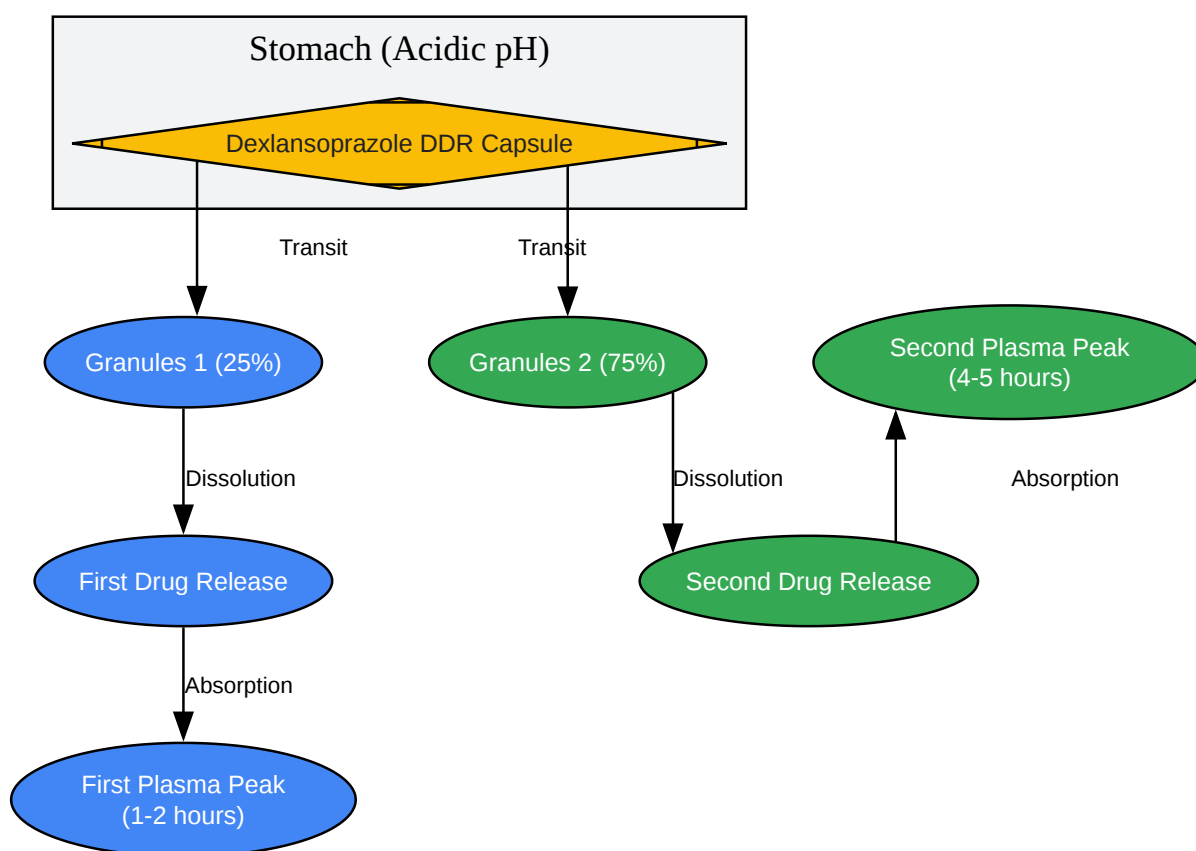 Stomach (Acidic pH)
Dexlansoprazole DDR Capsule
Transit
Transit
Granules 1 (25%)
Granules 2 (75%)
Second Plasma Peak
(4-5 hours)
Dissolution
Dissolution
Absorption
First Drug Release
Second Drug Release
Absorption
First Plasma Peak
(1-2 hours)